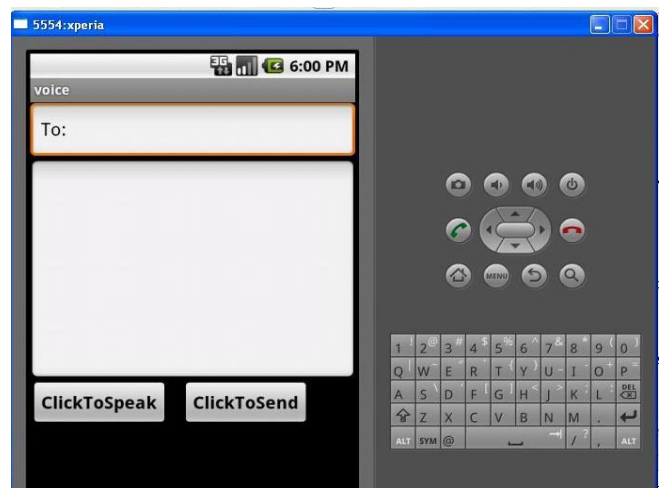 5554:xperia
3G 6:00 PM
voice
To:
ClickToSpeak ClickToSend
MENU
1 ! 2 @ 3 # 4 $ 5 % 6 ^ 7 & 8 * 9 ( 0 )
Q W E R T Y U I O P
A S D F G H J K L DEL
Z X C V B N M .
ALT SYM @ / ? , ALT